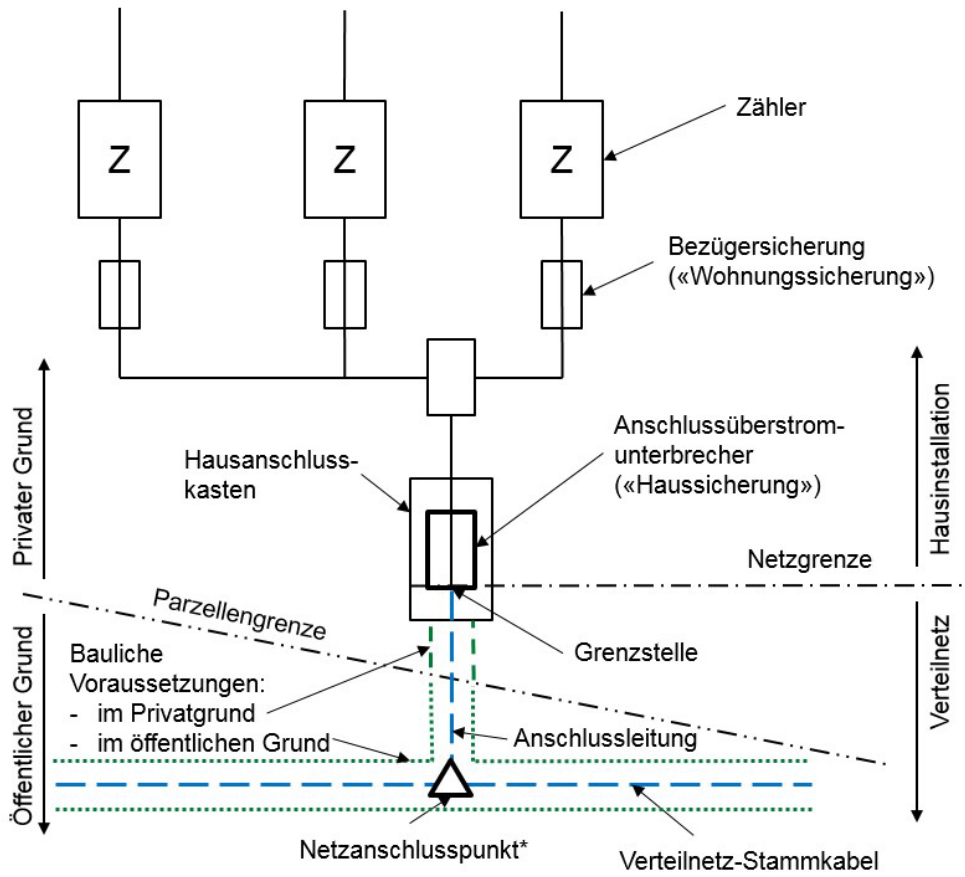 Z
Z
Z
Zähler
Bezügersicherung
(«Wohnungssicherung»)
Privater Grund
Hausinstallation
Anschlussüberstrom-
unterbrecher
(«Haussicherung»)
Hausanschluss-
kasten
Netzgrenze
Parzellengrenze
Öffentlicher Grund
Verteilnetz
Grenzstelle
Bauliche
Voraussetzungen:
- im Privatgrund
- im öffentlichen Grund
Anschlussleitung
Netzanschlusspunkt*
Verteilnetz-Stammkabel